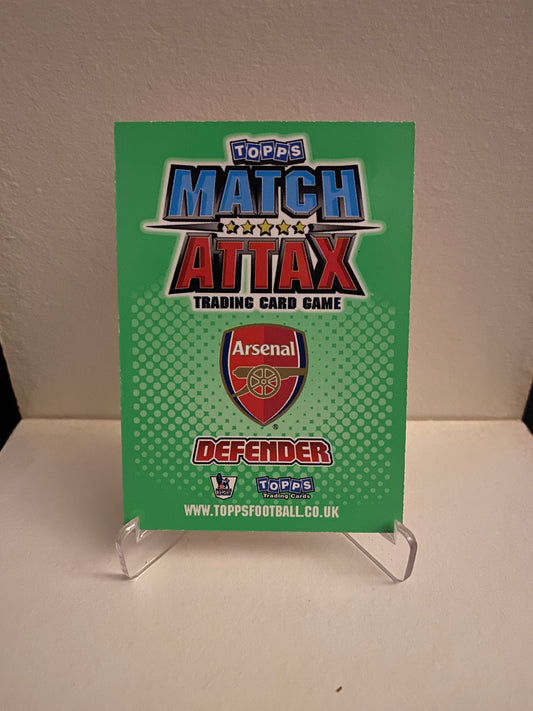 TOPPS
MATCH
ATTAX
TRADING CARD GAME
Arsenal
®
DEFENDER
TOPPS
Trading Cards
WWW.TOPPSFOOTBALL.CO.UK